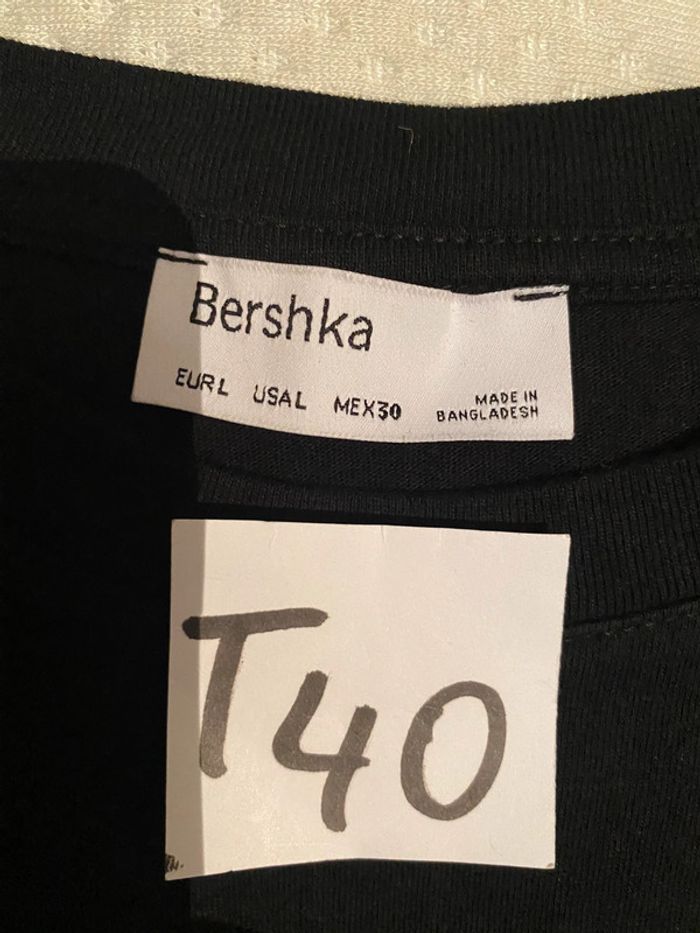 Bershka
EUR L USA L MEX 30
MADE IN
BANGLADESH
T40